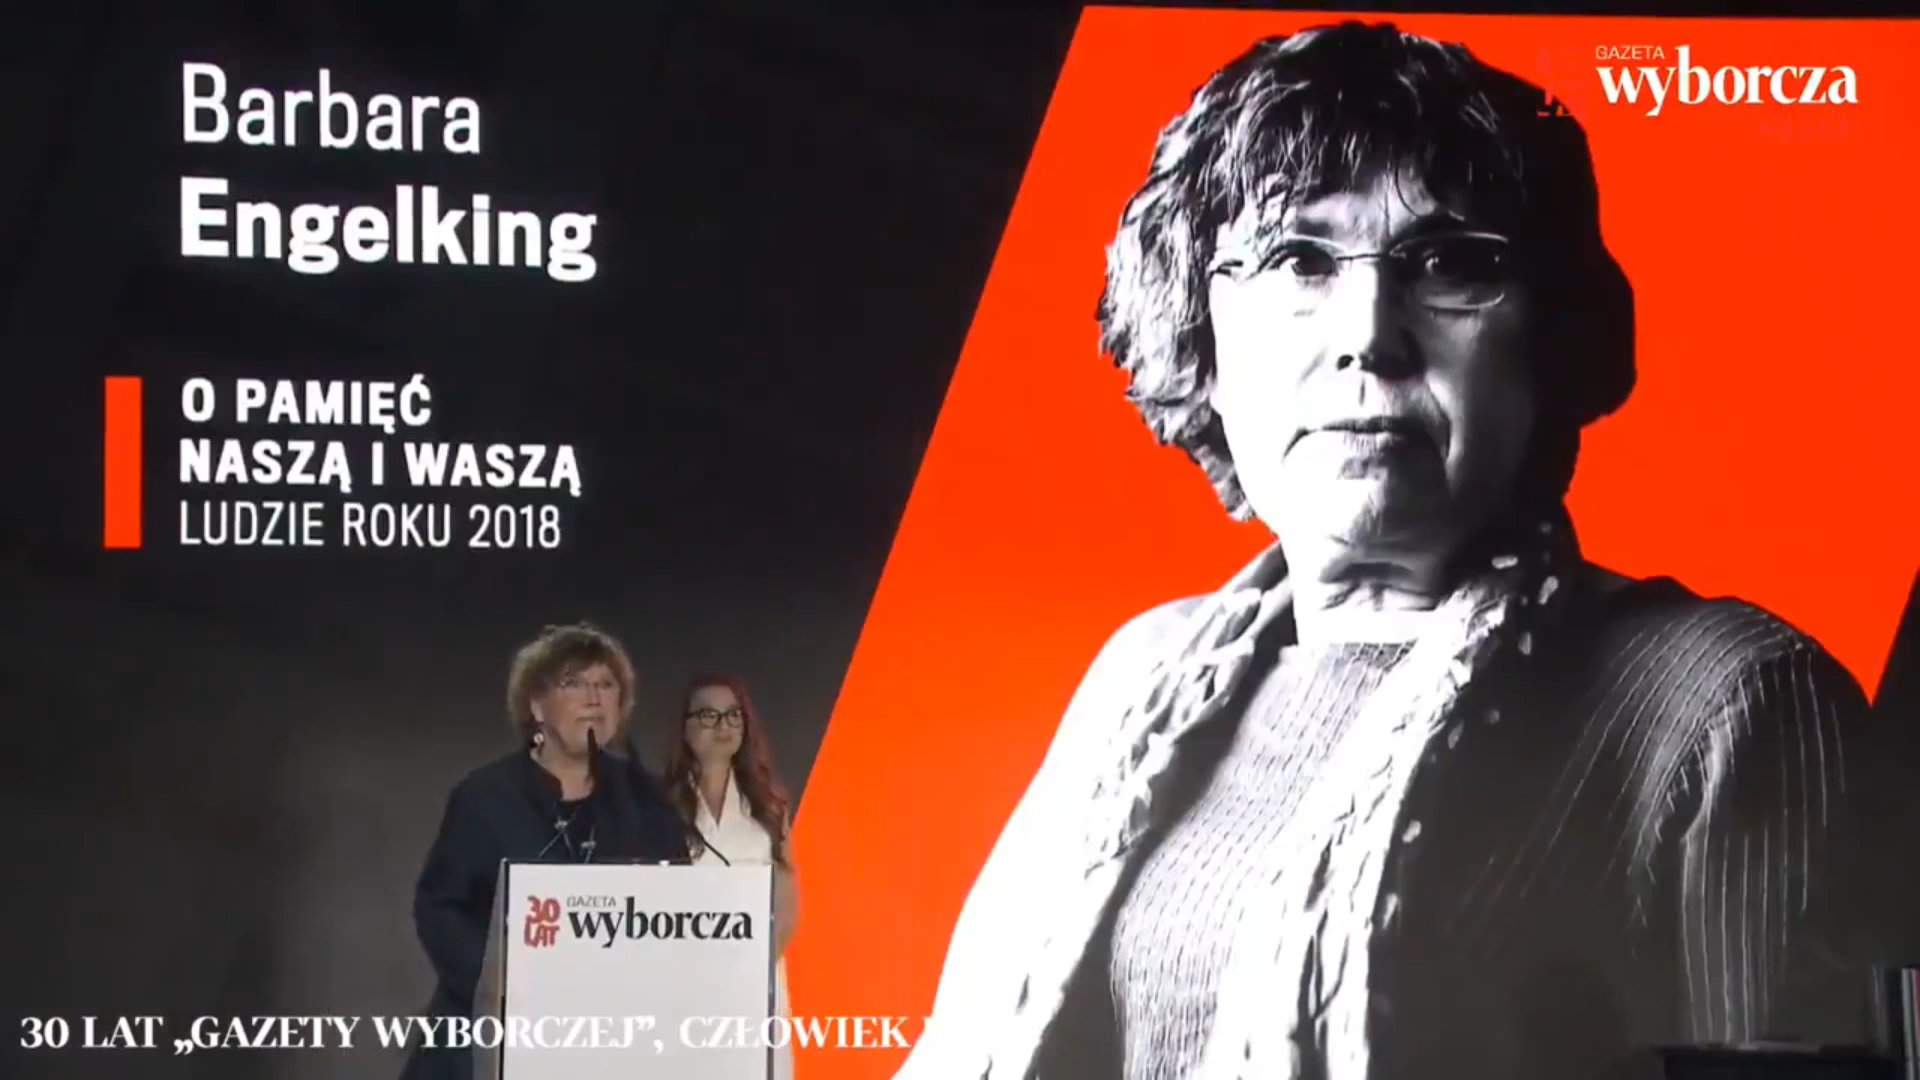 Barbara
Engelking
O PAMIĘĆ
NASZĄ I WASZĄ
LUDZIE ROKU 2018
GAZETA
wyborcza
30 LAT
GAZETA
wyborcza
30 LAT „GAZETY WYBORCZEJ”, CZŁOWIEK